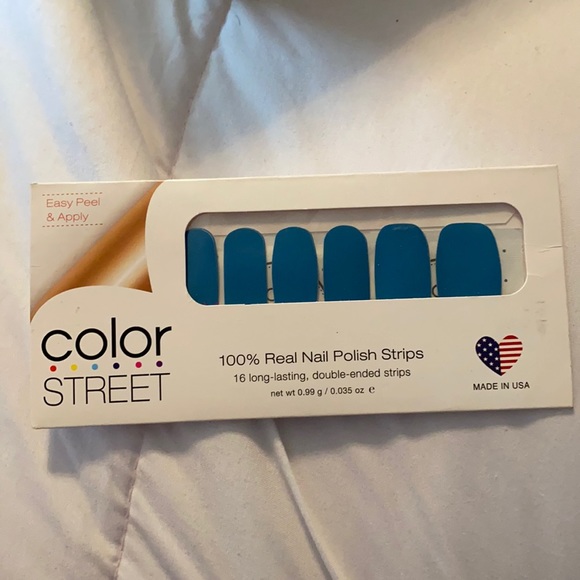 Easy Peel
& Apply
color
STREET
100% Real Nail Polish Strips
16 long-lasting, double-ended strips
net wt 0.99 g / 0.035 oz e
MADE IN USA